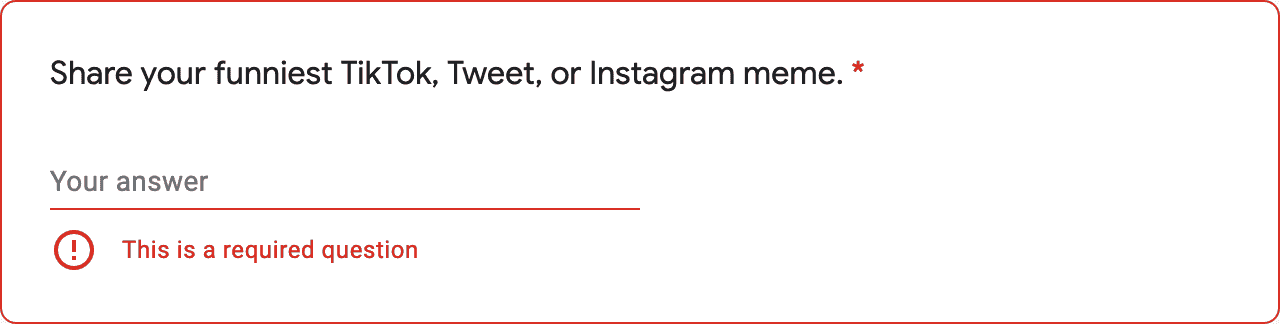 Share your funniest TikTok, Tweet, or Instagram meme. *
Your answer
This is a required question